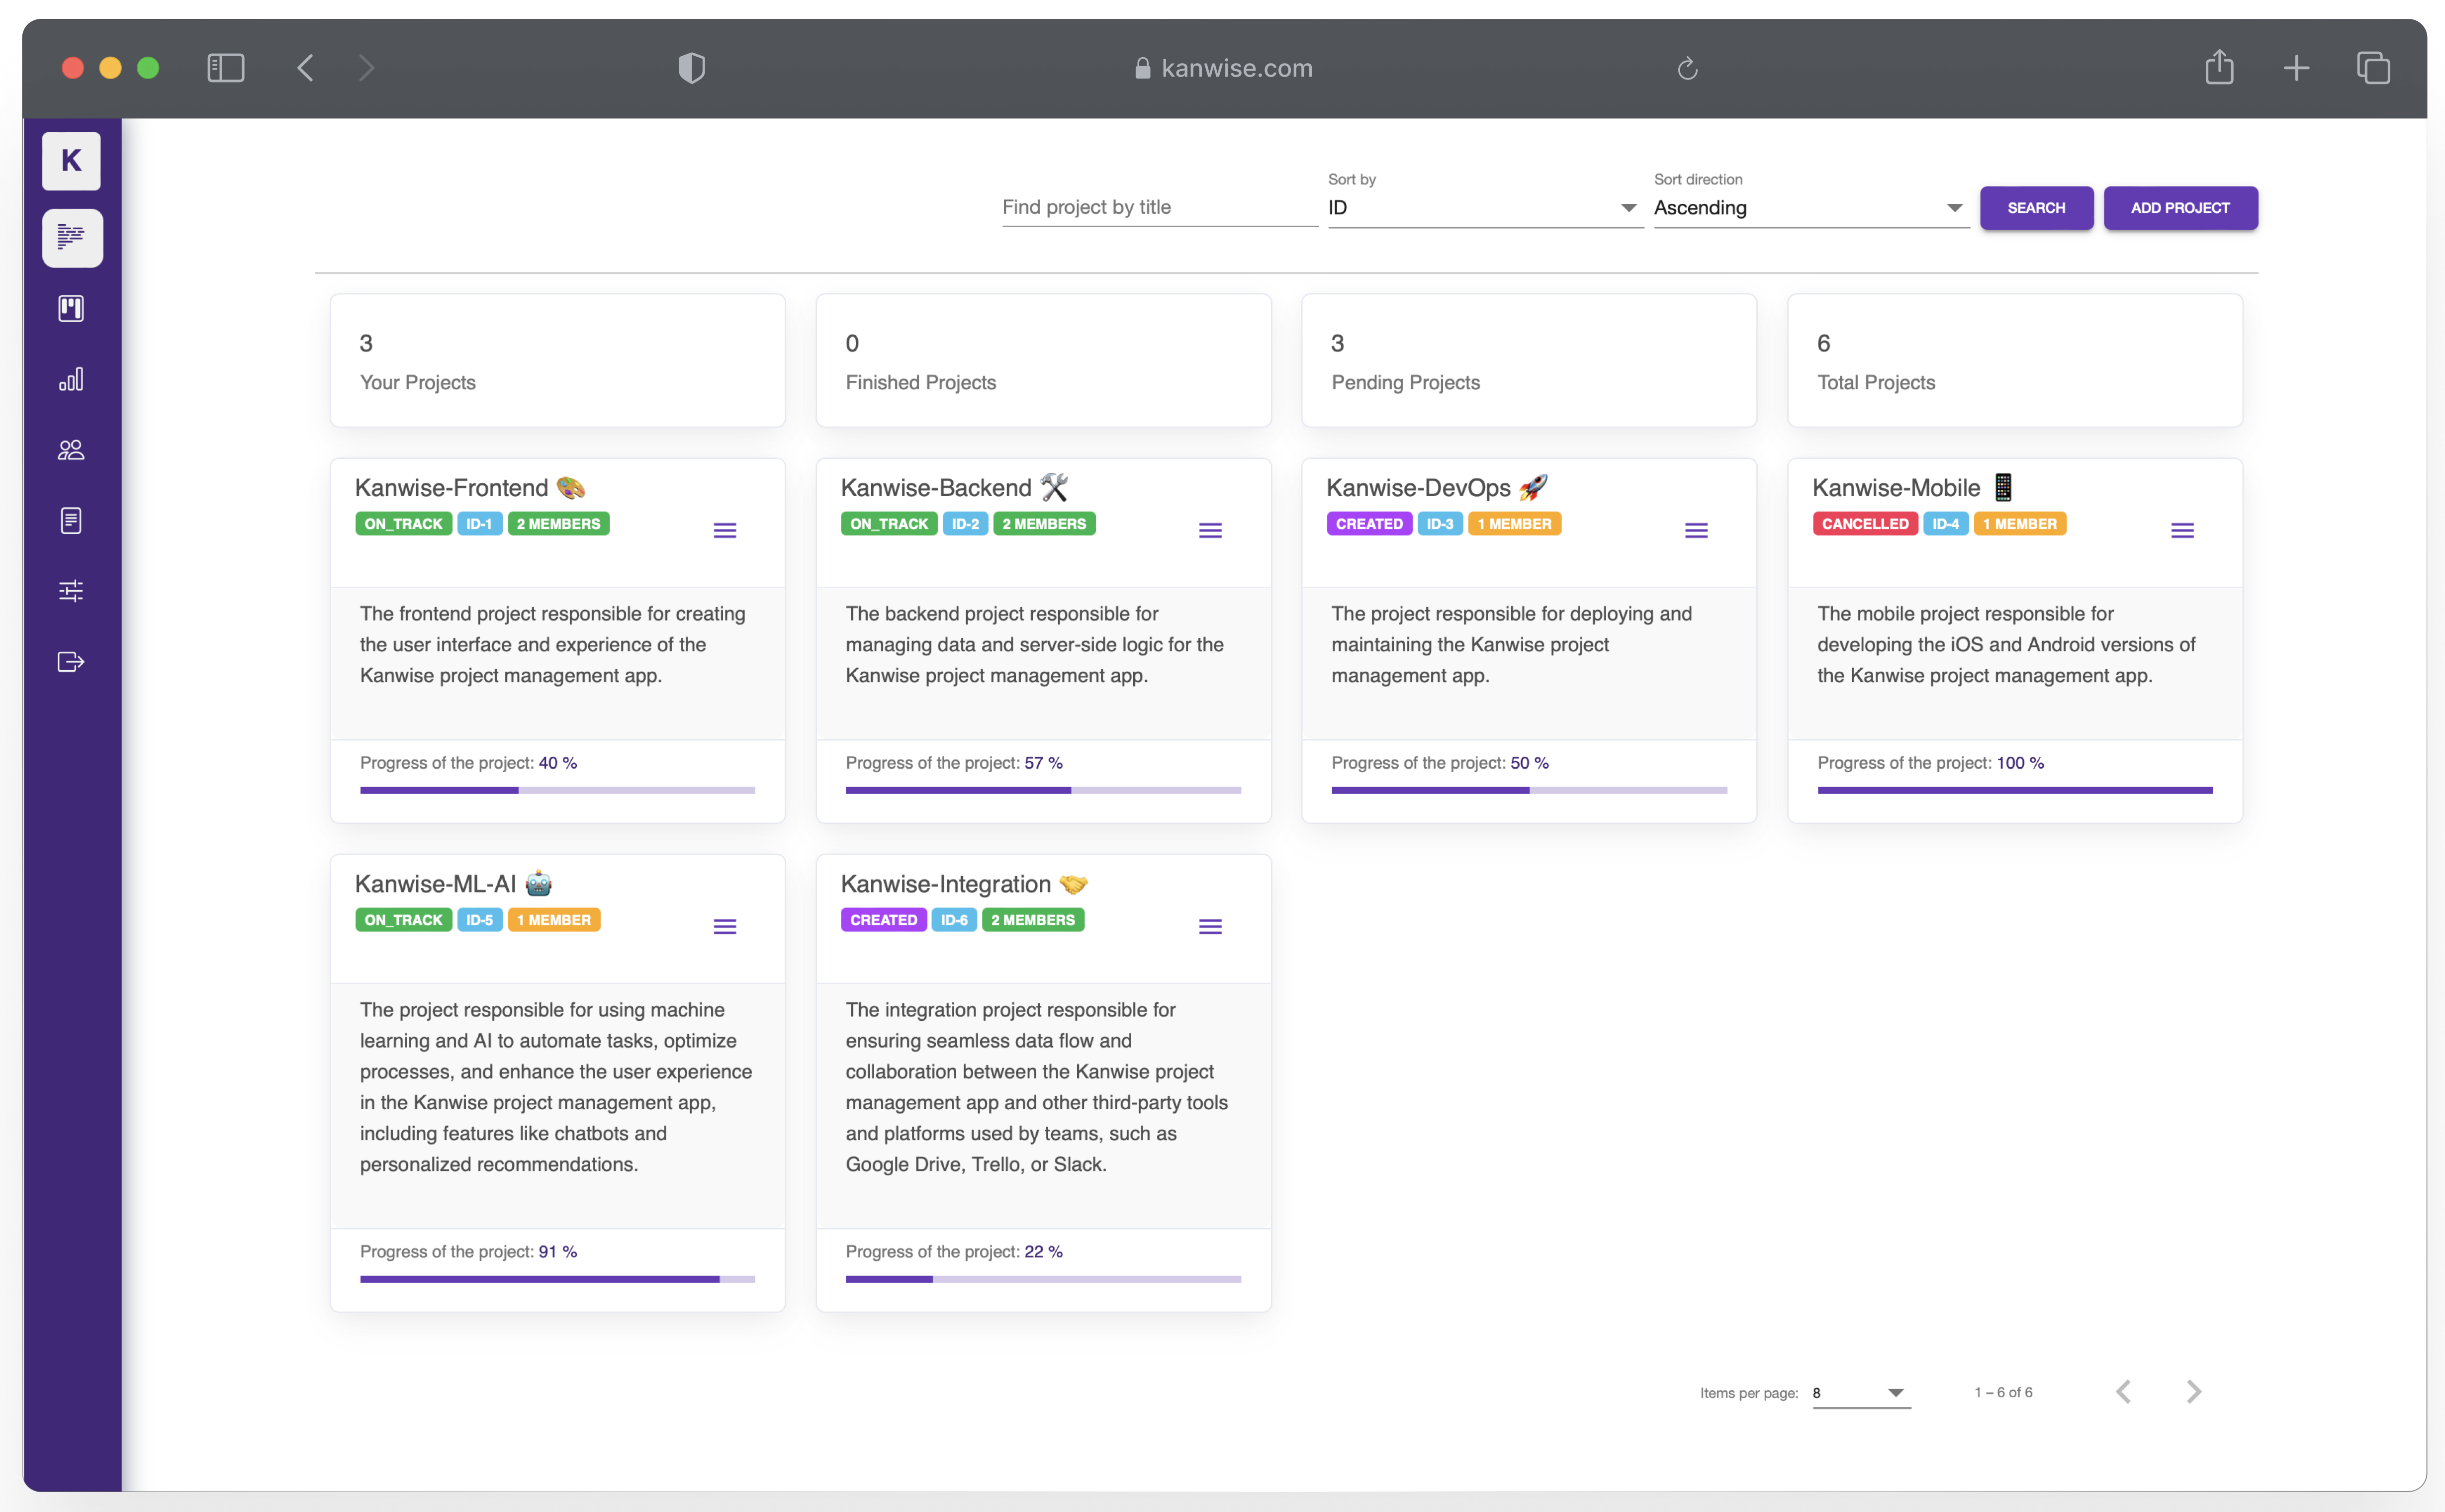 kanwise.com
K
Sort by
Sort direction
Find project by title
ID
Ascending
SEARCH
ADD PROJECT
3
Your Projects
0
Finished Projects
3
Pending Projects
6
Total Projects
Kanwise-Frontend 🎨
ON_TRACK ID-1 2 MEMBERS
The frontend project responsible for creating
the user interface and experience of the
Kanwise project management app.
Progress of the project: 40 %
Kanwise-Backend 🛠️
ON_TRACK ID-2 2 MEMBERS
The backend project responsible for
managing data and server-side logic for the
Kanwise project management app.
Progress of the project: 57 %
Kanwise-DevOps 🚀
CREATED ID-3 1 MEMBER
The project responsible for deploying and
maintaining the Kanwise project
management app.
Progress of the project: 50 %
Kanwise-Mobile 📱
CANCELLED ID-4 1 MEMBER
The mobile project responsible for
developing the iOS and Android versions of
the Kanwise project management app.
Progress of the project: 100 %
Kanwise-ML-AI 🤖
ON_TRACK ID-5 1 MEMBER
The project responsible for using machine
learning and AI to automate tasks, optimize
processes, and enhance the user experience
in the Kanwise project management app,
including features like chatbots and
personalized recommendations.
Progress of the project: 91 %
Kanwise-Integration 🤝
CREATED ID-6 2 MEMBERS
The integration project responsible for
ensuring seamless data flow and
collaboration between the Kanwise project
management app and other third-party tools
and platforms used by teams, such as
Google Drive, Trello, or Slack.
Progress of the project: 22 %
Items per page: 8
1 – 6 of 6